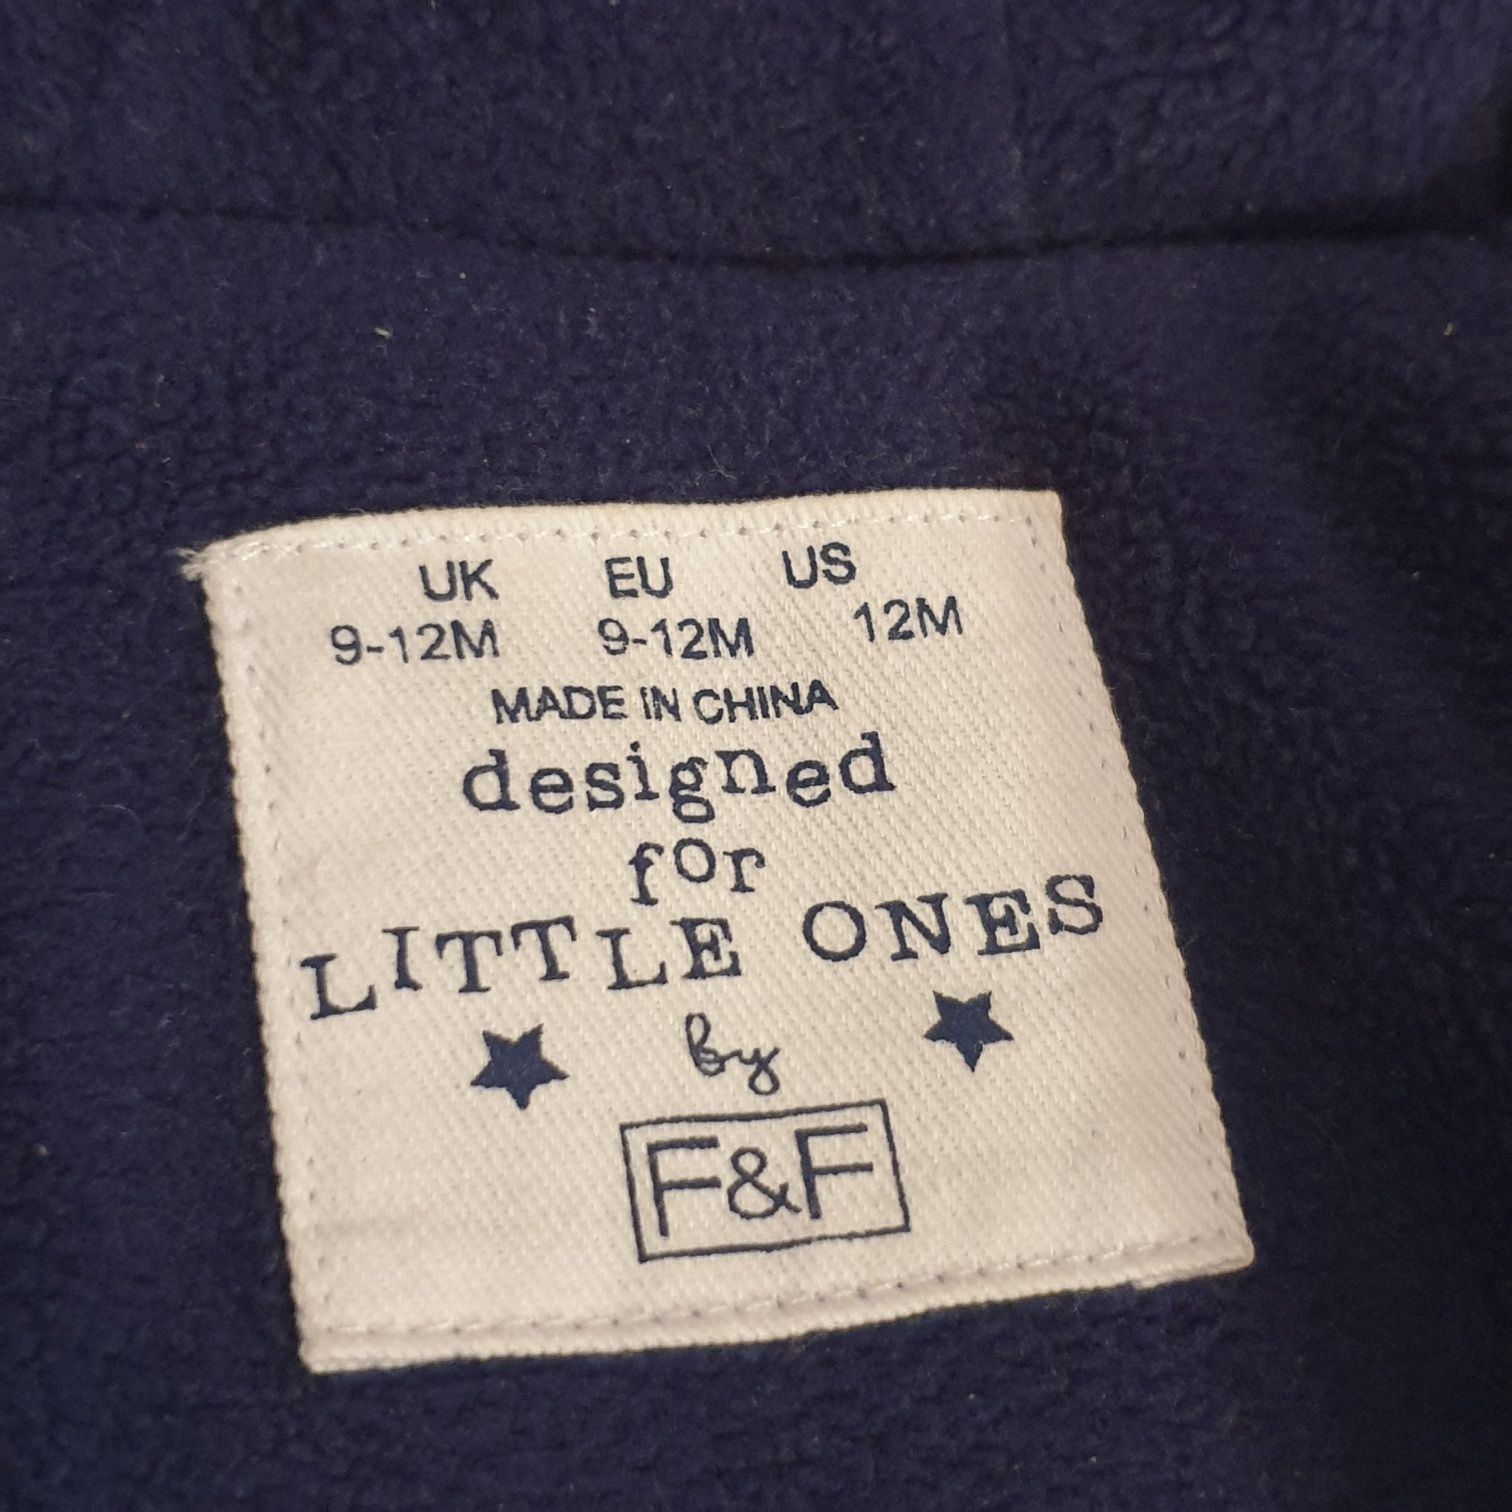 UK EU US
9-12M 9-12M 12M
MADE IN CHINA
designed
for
LITTLE ONES
by
F&F